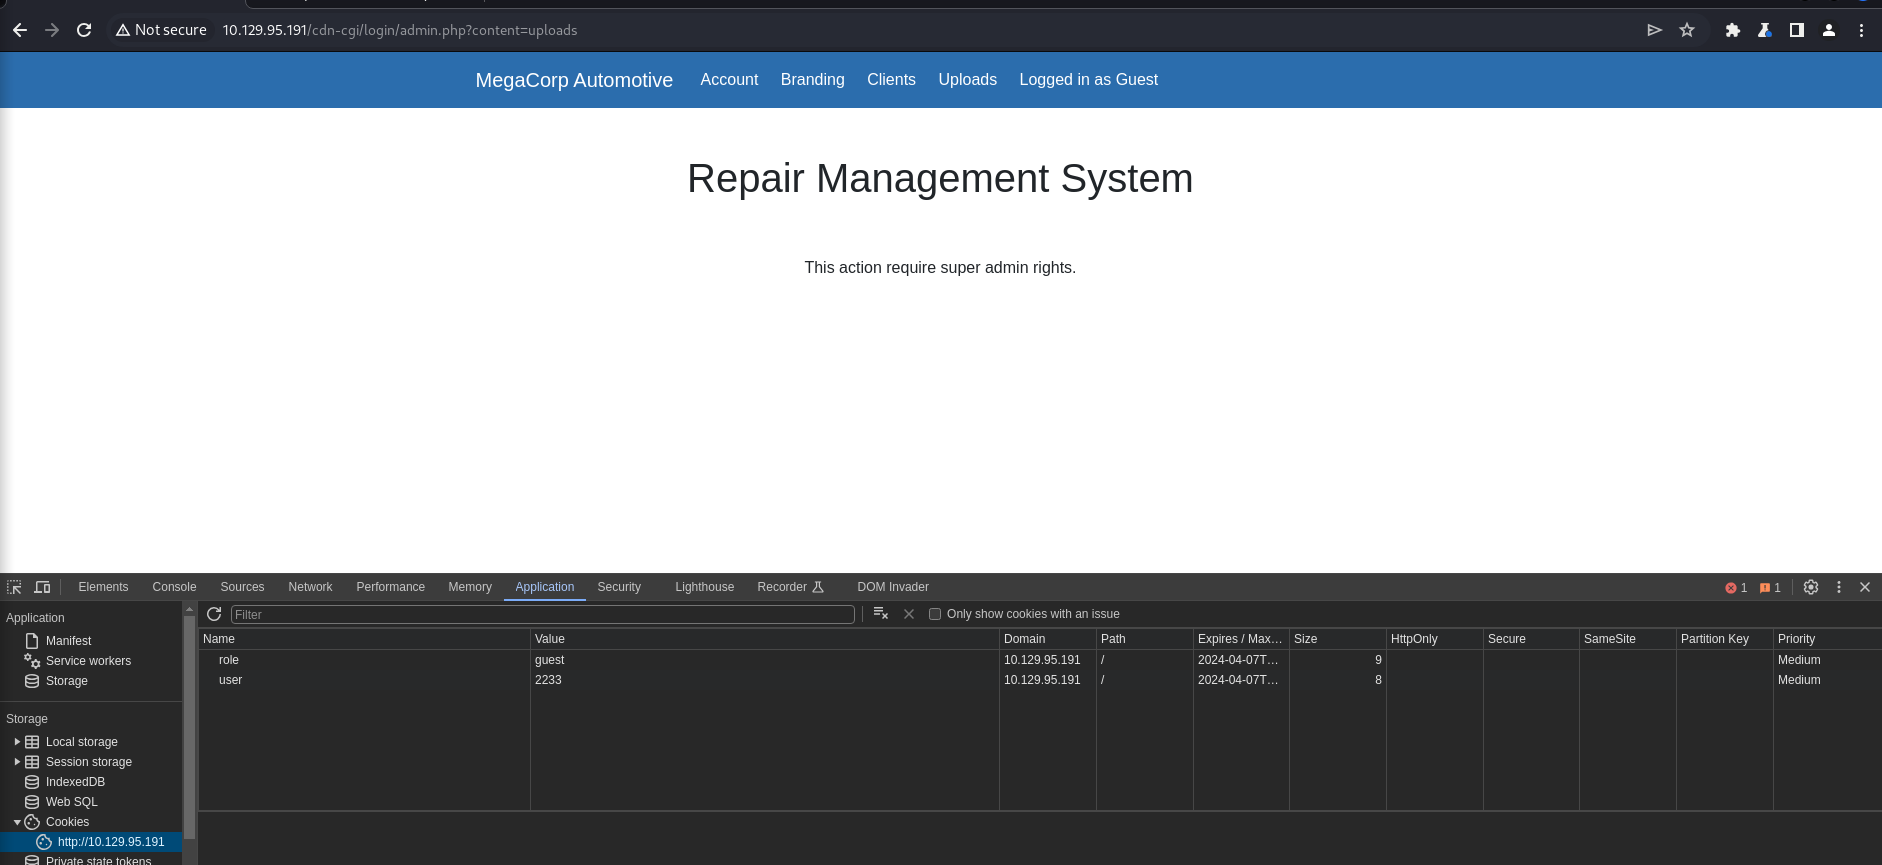 Not secure 10.129.95.191/cdn-cgi/login/admin.php?content=uploads
MegaCorp Automotive Account Branding Clients Uploads Logged in as Guest
Repair Management System
This action require super admin rights.
Elements Console Sources Network Performance Memory Application Security Lighthouse Recorder DOM Invader 1 1
Application
Manifest
Service workers
Storage
Storage
Local storage
Session storage
IndexedDB
Web SQL
Cookies
http://10.129.95.191
Private state tokens
Filter Only show cookies with an issue
Name Value Domain Path Expires / Max... Size HttpOnly Secure SameSite Partition Key Priority
role guest 10.129.95.191 / 2024-04-07T... 9 Medium
user 2233 10.129.95.191 / 2024-04-07T... 8 Medium